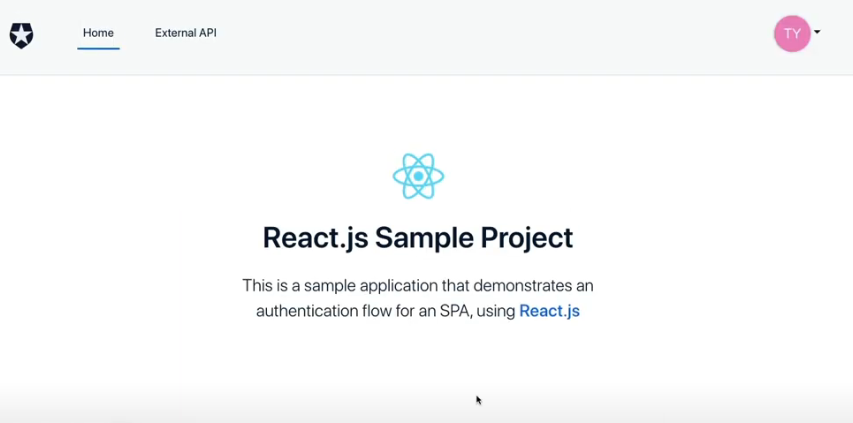 Home
External API
TY
React.js Sample Project
This is a sample application that demonstrates an
authentication flow for an SPA, using React.js